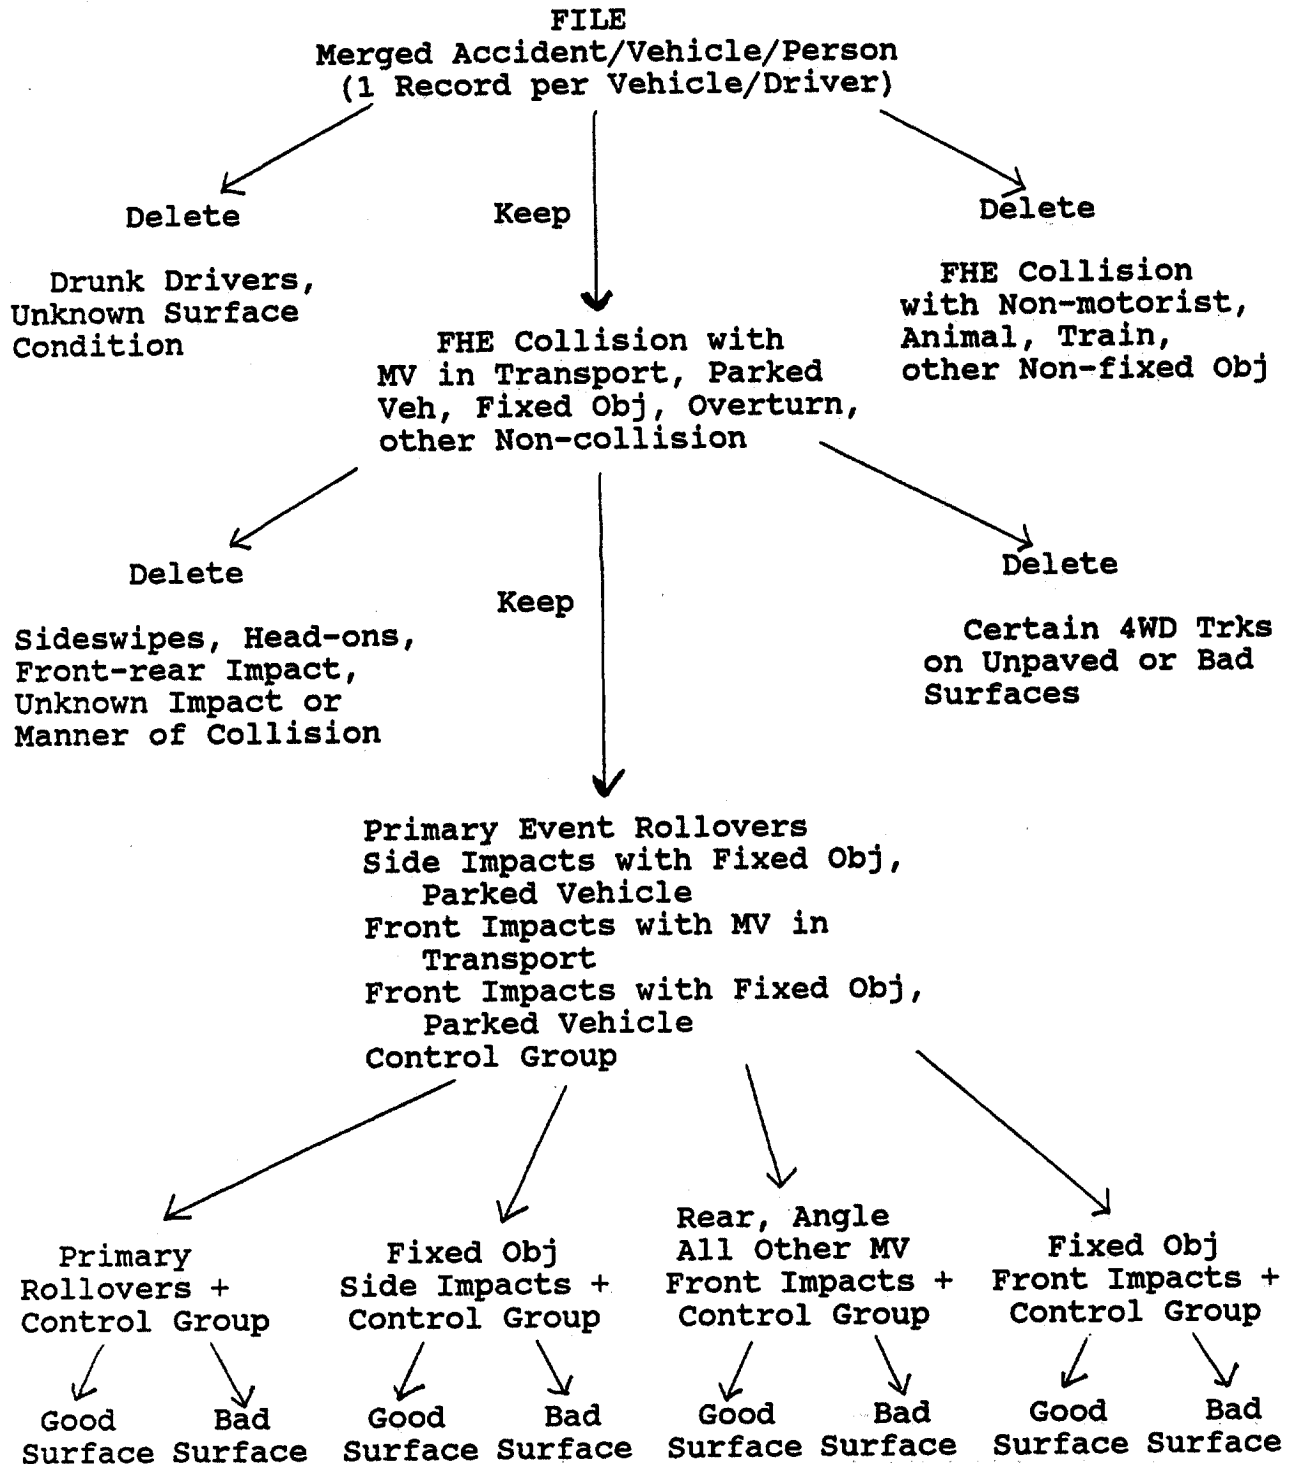 FILE
Merged Accident/Vehicle/Person
(1 Record per Vehicle/Driver)
Delete
Drunk Drivers,
Unknown Surface
Condition
Keep
Delete
FHE Collision
with Non-motorist,
Animal, Train,
other Non-fixed Obj
FHE Collision with
MV in Transport, Parked
Veh, Fixed Obj, Overturn,
other Non-collision
Delete
Sideswipes, Head-ons,
Front-rear Impact,
Unknown Impact or
Manner of Collision
Keep
Delete
Certain 4WD Trks
on Unpaved or Bad
Surfaces
Primary Event Rollovers
Side Impacts with Fixed Obj,
Parked Vehicle
Front Impacts with MV in
Transport
Front Impacts with Fixed Obj,
Parked Vehicle
Control Group
Primary
Rollovers +
Control Group
Fixed Obj
Side Impacts +
Control Group
Rear, Angle
All Other MV
Front Impacts +
Control Group
Fixed Obj
Front Impacts +
Control Group
Good
Surface
Bad
Surface
Good
Surface
Bad
Surface
Good
Surface
Bad
Surface
Good
Surface
Bad
Surface